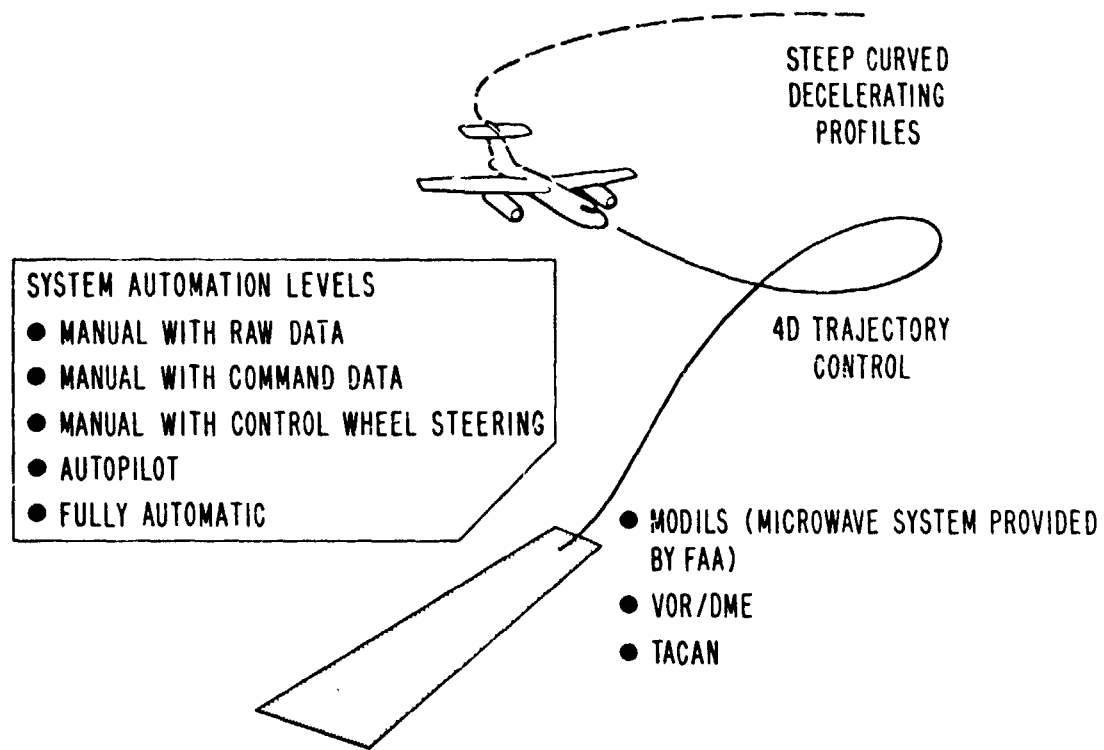 STEEP CURVED
DECELERATING
PROFILES
SYSTEM AUTOMATION LEVELS
● MANUAL WITH RAW DATA
● MANUAL WITH COMMAND DATA
● MANUAL WITH CONTROL WHEEL STEERING
● AUTOPILOT
● FULLY AUTOMATIC
4D TRAJECTORY
CONTROL
● MODILS (MICROWAVE SYSTEM PROVIDED
BY FAA)
● VOR/DME
● TACAN